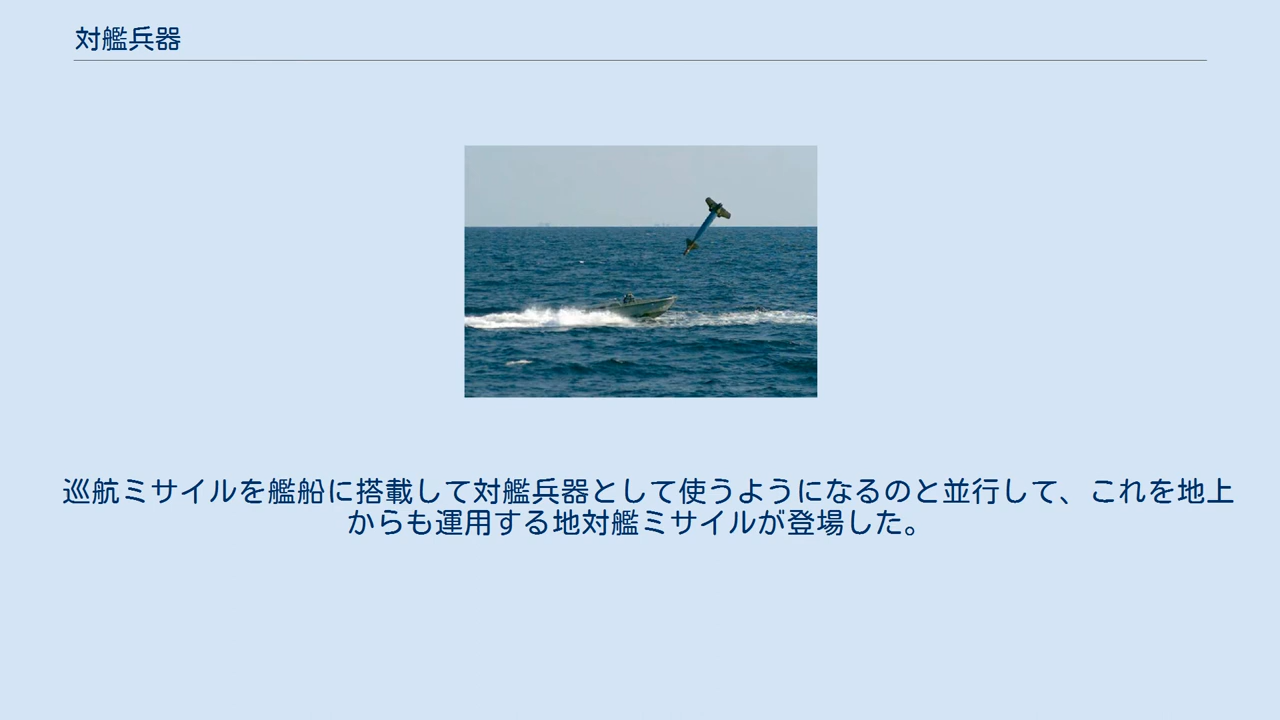 対艦兵器
巡航ミサイルを艦船に搭載して対艦兵器として使うようになるのと並行して、これを地上
からも運用する地対艦ミサイルが登場した。